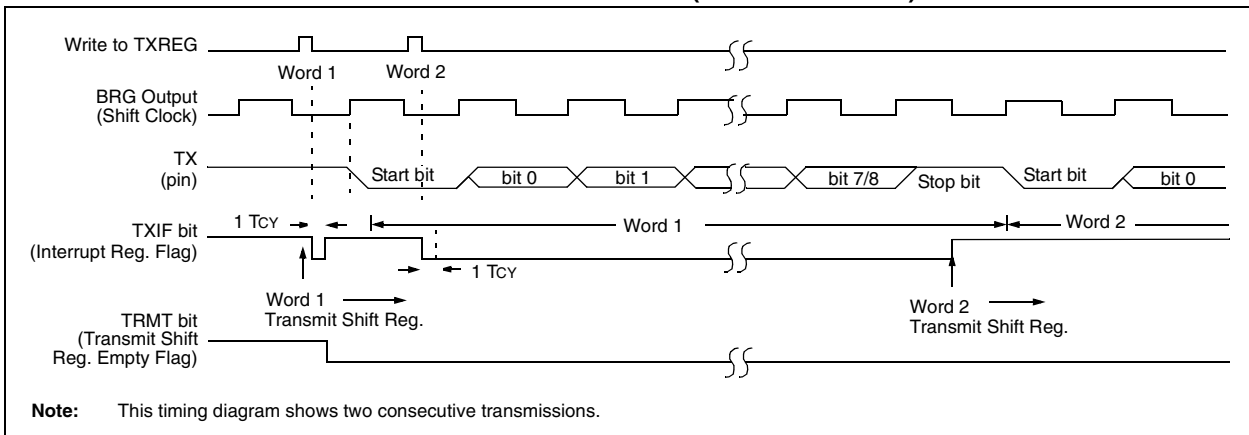 Write to TXREG
Word 1 Word 2
BRG Output
(Shift Clock)
TX
(pin)
Start bit bit 0 bit 1 bit 7/8 Stop bit Start bit bit 0
1 TCY
TXIF bit
(Interrupt Reg. Flag)
Word 1 Word 2
1 TCY
Word 1
Transmit Shift Reg.
Word 2
Transmit Shift Reg.
TRMT bit
(Transmit Shift
Reg. Empty Flag)
Note: This timing diagram shows two consecutive transmissions.